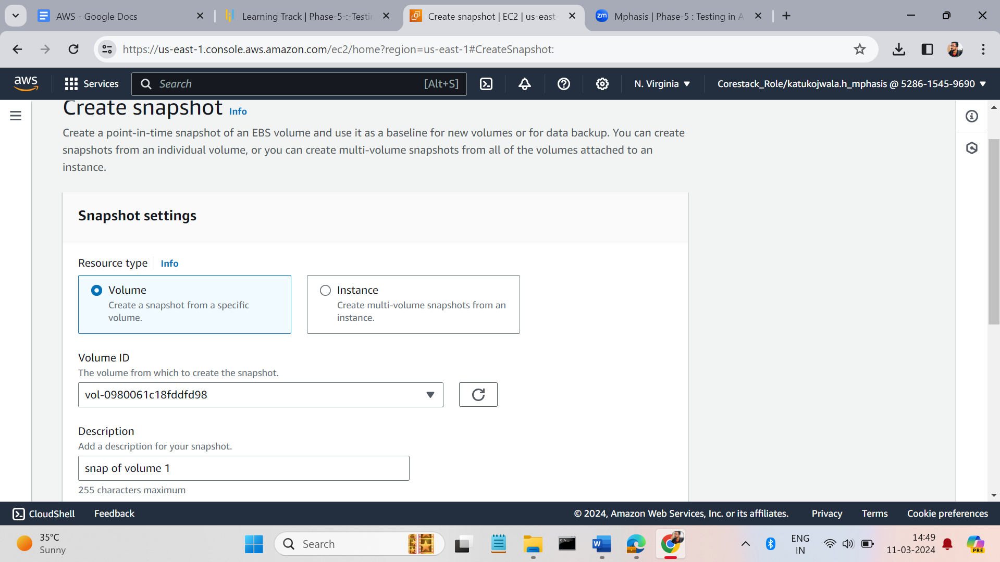 AWS - Google Docs
Learning Track | Phase-5-:-Testin
Create snapshot | EC2 | us-east-
zm
Mphasis | Phase-5 : Testing in A
https://us-east-1.console.aws.amazon.com/ec2/home?region=us-east-1#CreateSnapshot:
aws
Services
Search
[Alt+S]
N. Virginia
Corestack_Role/katukojwala.h_mphasis @ 5286-1545-9690
Create snapshot Info
Create a point-in-time snapshot of an EBS volume and use it as a baseline for new volumes or for data backup. You can create
snapshots from an individual volume, or you can create multi-volume snapshots from all of the volumes attached to an
instance.
Snapshot settings
Resource type Info
Volume
Create a snapshot from a specific
volume.
Instance
Create multi-volume snapshots from an
instance.
Volume ID
The volume from which to create the snapshot.
vol-0980061c18fddfd98
Description
Add a description for your snapshot.
snap of volume 1
255 characters maximum
CloudShell
Feedback
© 2024, Amazon Web Services, Inc. or its affiliates.
Privacy
Terms
Cookie preferences
35°C
Sunny
Search
W
ENG
IN
14:49
11-03-2024
PRE